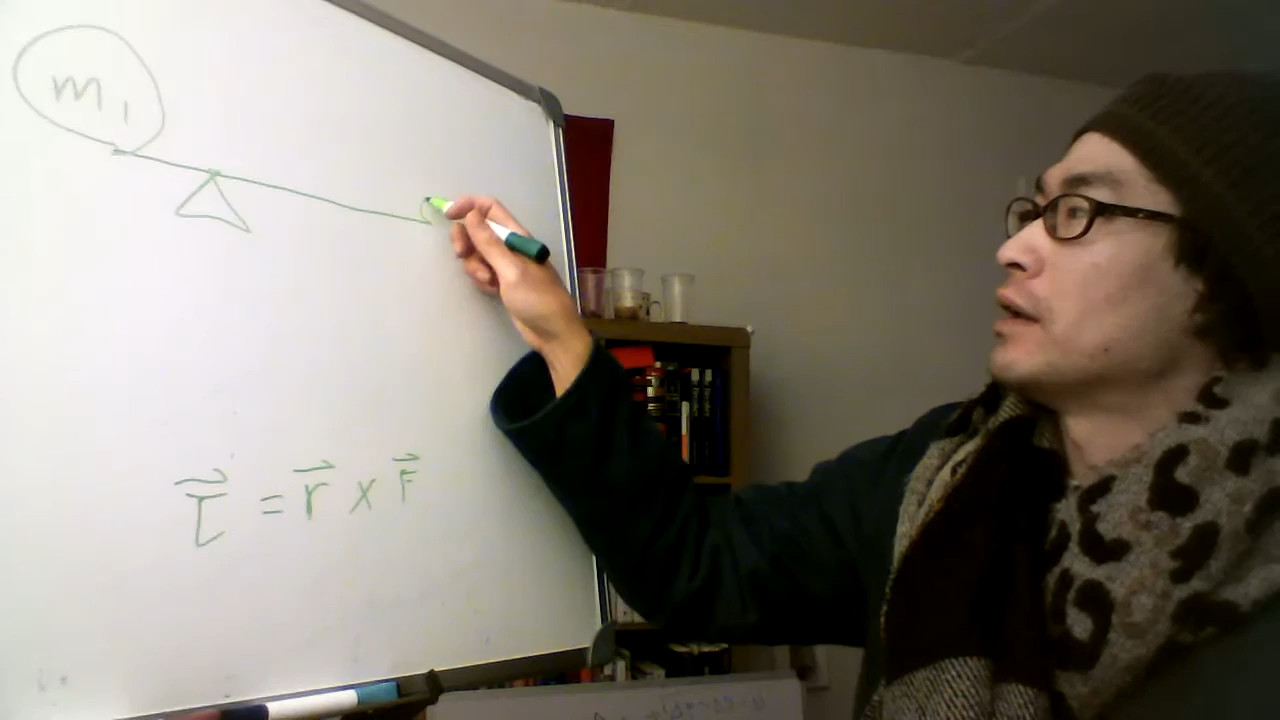 m₁
τ⃗ = r⃗ x F⃗